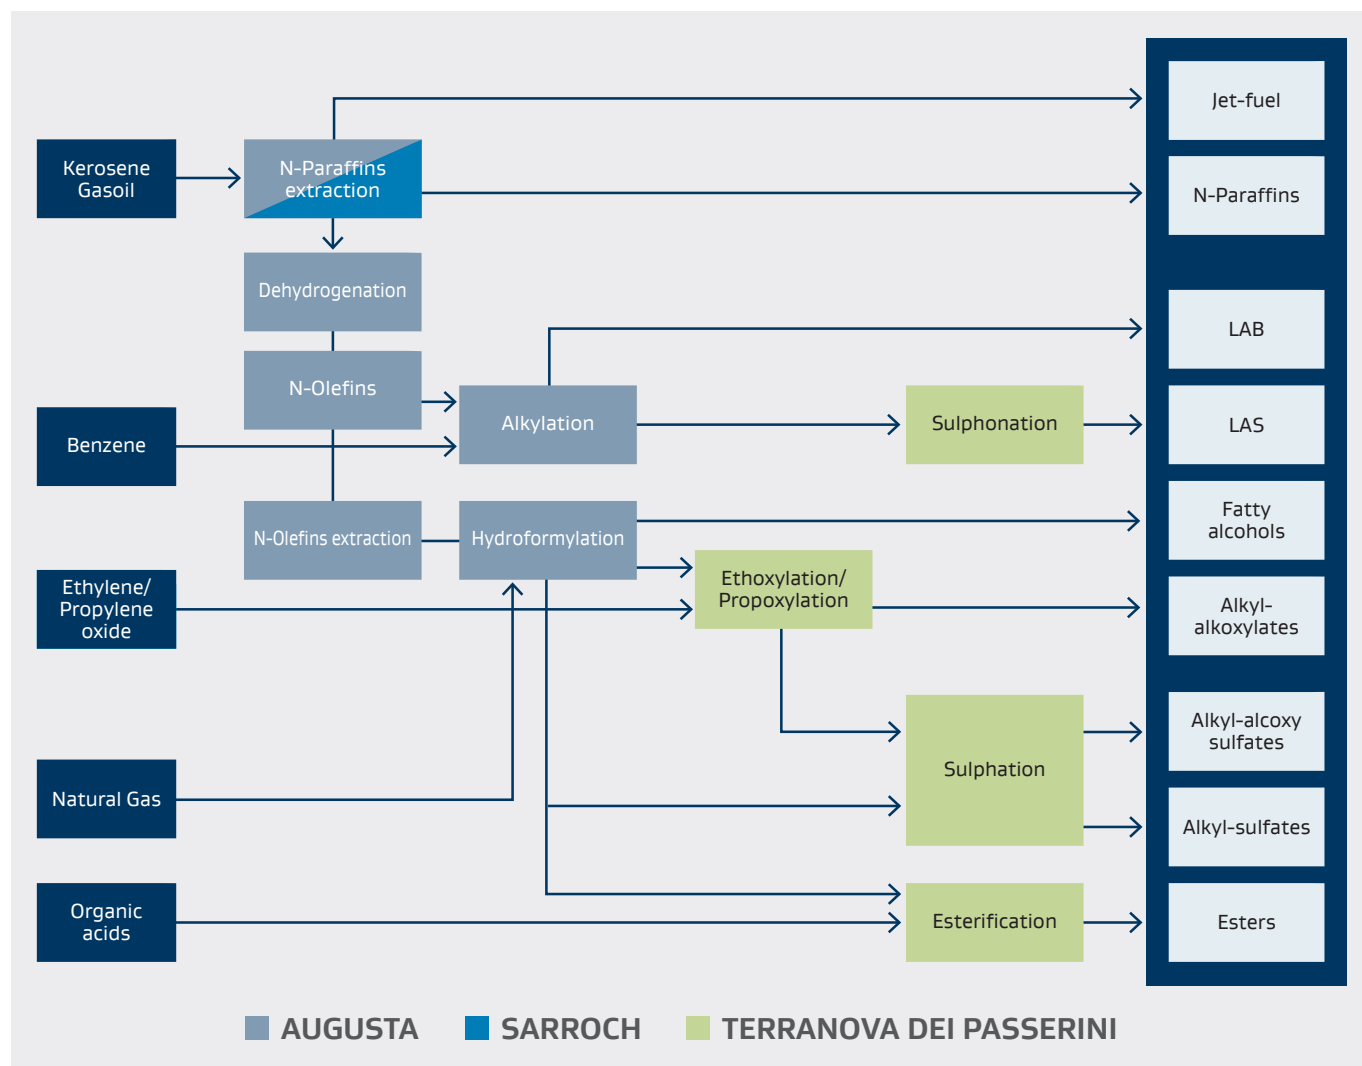 Jet-fuel
Kerosene
Gasoil
N-Paraffins
extraction
N-Paraffins
Dehydrogenation
LAB
N-Olefins
Alkylation
Sulphonation
LAS
Benzene
N-Olefins extraction
Hydroformylation
Fatty
alcohols
Ethylene/
Propylene
oxide
Ethoxylation/
Propoxylation
Alkyl-
alkoxylates
Alkyl-alcoxy
sulfates
Sulphation
Natural Gas
Alkyl-sulfates
Organic
acids
Esterification
Esters
AUGUSTA
SARROCH
TERRANOVA DEI PASSERINI